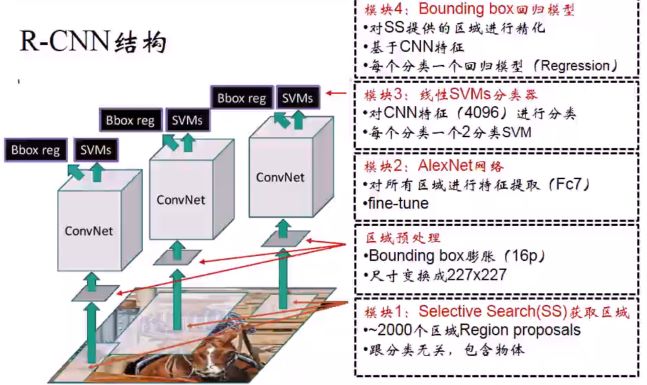 R-CNN结构
Bbox reg
SVMs
Bbox reg
SVMs
Bbox reg
SVMs
ConvNet
ConvNet
ConvNet
模块4：Bounding box回归模型
•对SS提供的区域进行精化
•基于CNN特征
•每个分类一个回归模型（Regression）
模块3：线性SVMs分类器
•对CNN特征（4096）进行分类
•每个分类一个2分类SVM
模块2：AlexNet网络
•对所有区域进行特征提取（Fc7）
•fine-tune
区域预处理
•Bounding box膨胀（16p）
•尺寸变换成227x227
模块1：Selective Search(SS)获取区域
•~2000个区域Region proposals
•跟分类无关，包含物体